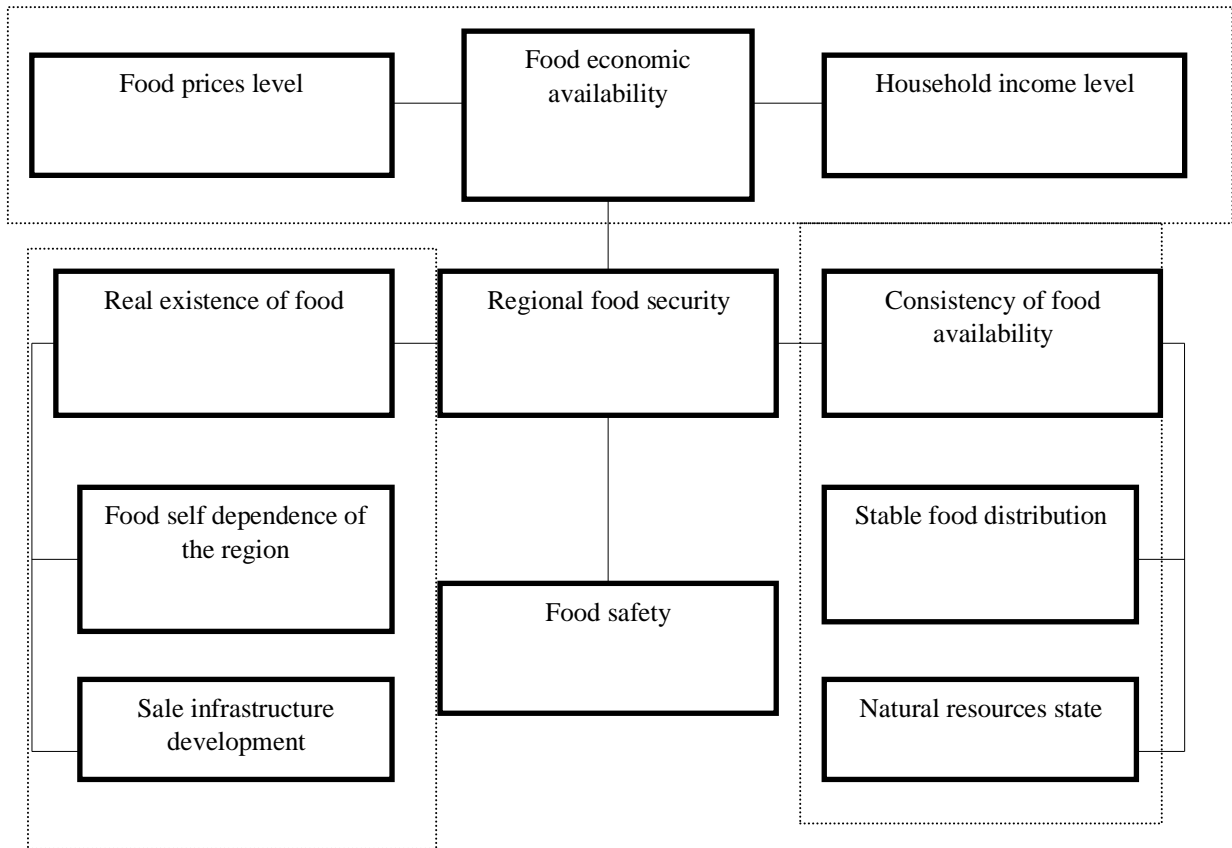 Food prices level
Food economic
availability
Household income level
Real existence of food
Regional food security
Consistency of food
availability
Food self dependence of
the region
Stable food distribution
Food safety
Sale infrastructure
development
Natural resources state